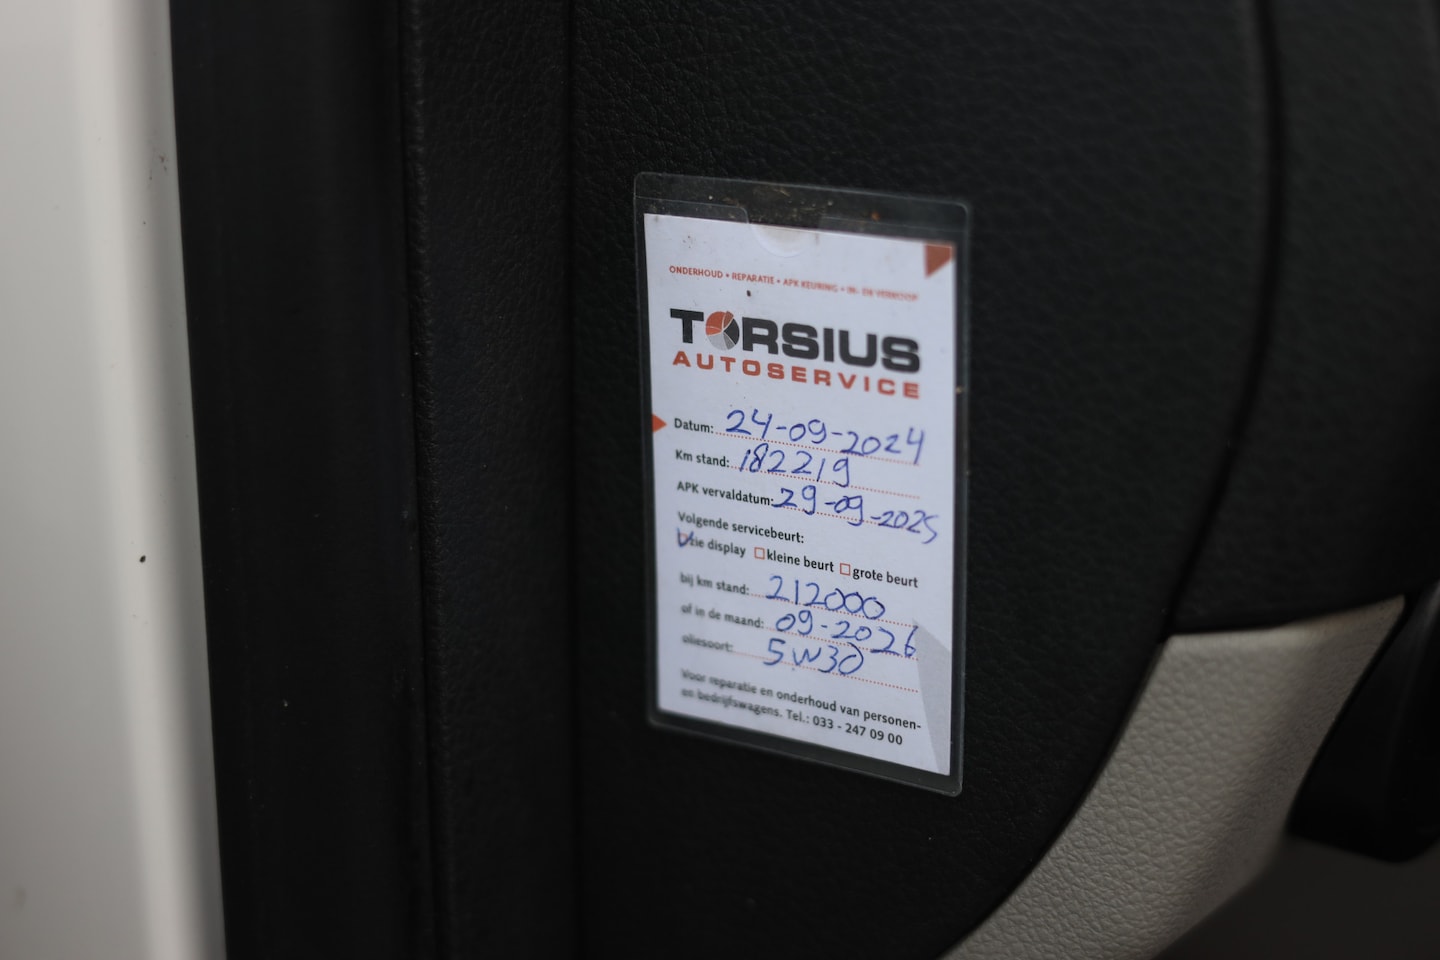 ONDERHOUD • REPARATIE • APK KEURING • IN- EN VERKOOP
TORSIUS
AUTOSERVICE
Datum: 24-09-2024
Km stand: 182219
APK vervaldatum: 29-09-2025
Volgende servicebeurt:
zie display kleine beurt grote beurt
bij km stand: 212000
of in de maand: 09-2026
oliesoort: 5W30
Voor reparatie en onderhoud van personen-
en bedrijfswagens. Tel.: 033 - 247 09 00